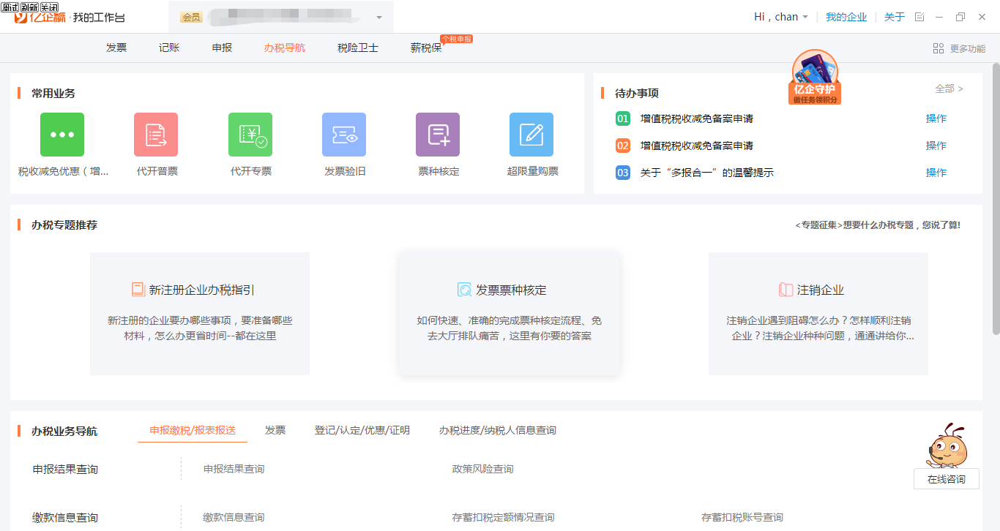 调试 刷新 关闭
亿企赢 · 我的工作台
会员
Hi，chan
我的企业
关于
发票
记账
申报
办税导航
税险卫士
薪税保
个税申报
更多功能
常用业务
税收减免优惠（增...
代开普票
代开专票
发票验旧
票种核定
超限量购票
待办事项
亿企守护
做任务领积分
全部 >
01 增值税税收减免备案申请 操作
02 增值税税收减免备案申请 操作
03 关于“多报合一”的温馨提示 操作
办税专题推荐
<专题征集>想要什么办税专题，您说了算!
新注册企业办税指引
新注册的企业要办哪些事项，要准备哪些
材料，怎么办更省时间--都在这里
发票票种核定
如何快速、准确的完成票种核定流程、免
去大厅排队痛苦，这里有你要的答案
注销企业
注销企业遇到阻碍怎么办？怎样顺利注销
企业？注销企业种种问题，通通讲给你...
办税业务导航
申报缴税/报表报送
发票
登记/认定/优惠/证明
办税进度/纳税人信息查询
申报结果查询
申报结果查询
政策风险查询
在线咨询
缴款信息查询
缴款信息查询
存蓄扣税定额情况查询
存蓄扣税账号查询